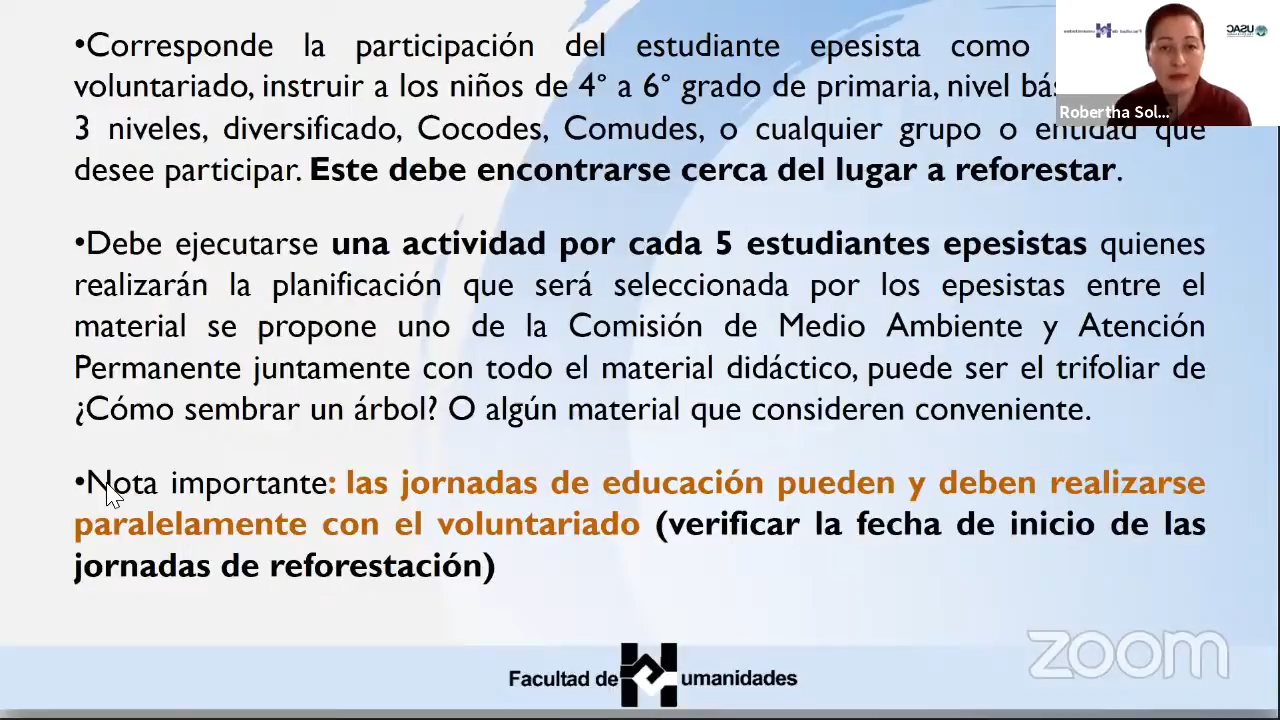 •Corresponde la participación del estudiante epesista como
voluntariado, instruir a los niños de 4° a 6° grado de primaria, nivel
3 niveles, diversificado, Cocodes, Comudes, o cualquier grupo o entidad que
desee participar. Este debe encontrarse cerca del lugar a reforestar.
•Debe ejecutarse una actividad por cada 5 estudiantes epesistas quienes
realizarán la planificación que será seleccionada por los epesistas entre el
material se propone uno de la Comisión de Medio Ambiente y Atención
Permanente juntamente con todo el material didáctico, puede ser el trifoliar de
¿Cómo sembrar un árbol? O algún material que consideren conveniente.
•Nota importante: las jornadas de educación pueden y deben realizarse
paralelamente con el voluntariado (verificar la fecha de inicio de las
jornadas de reforestación)
USAC
Robertha Sol...
Facultad de Humanidades
zoom